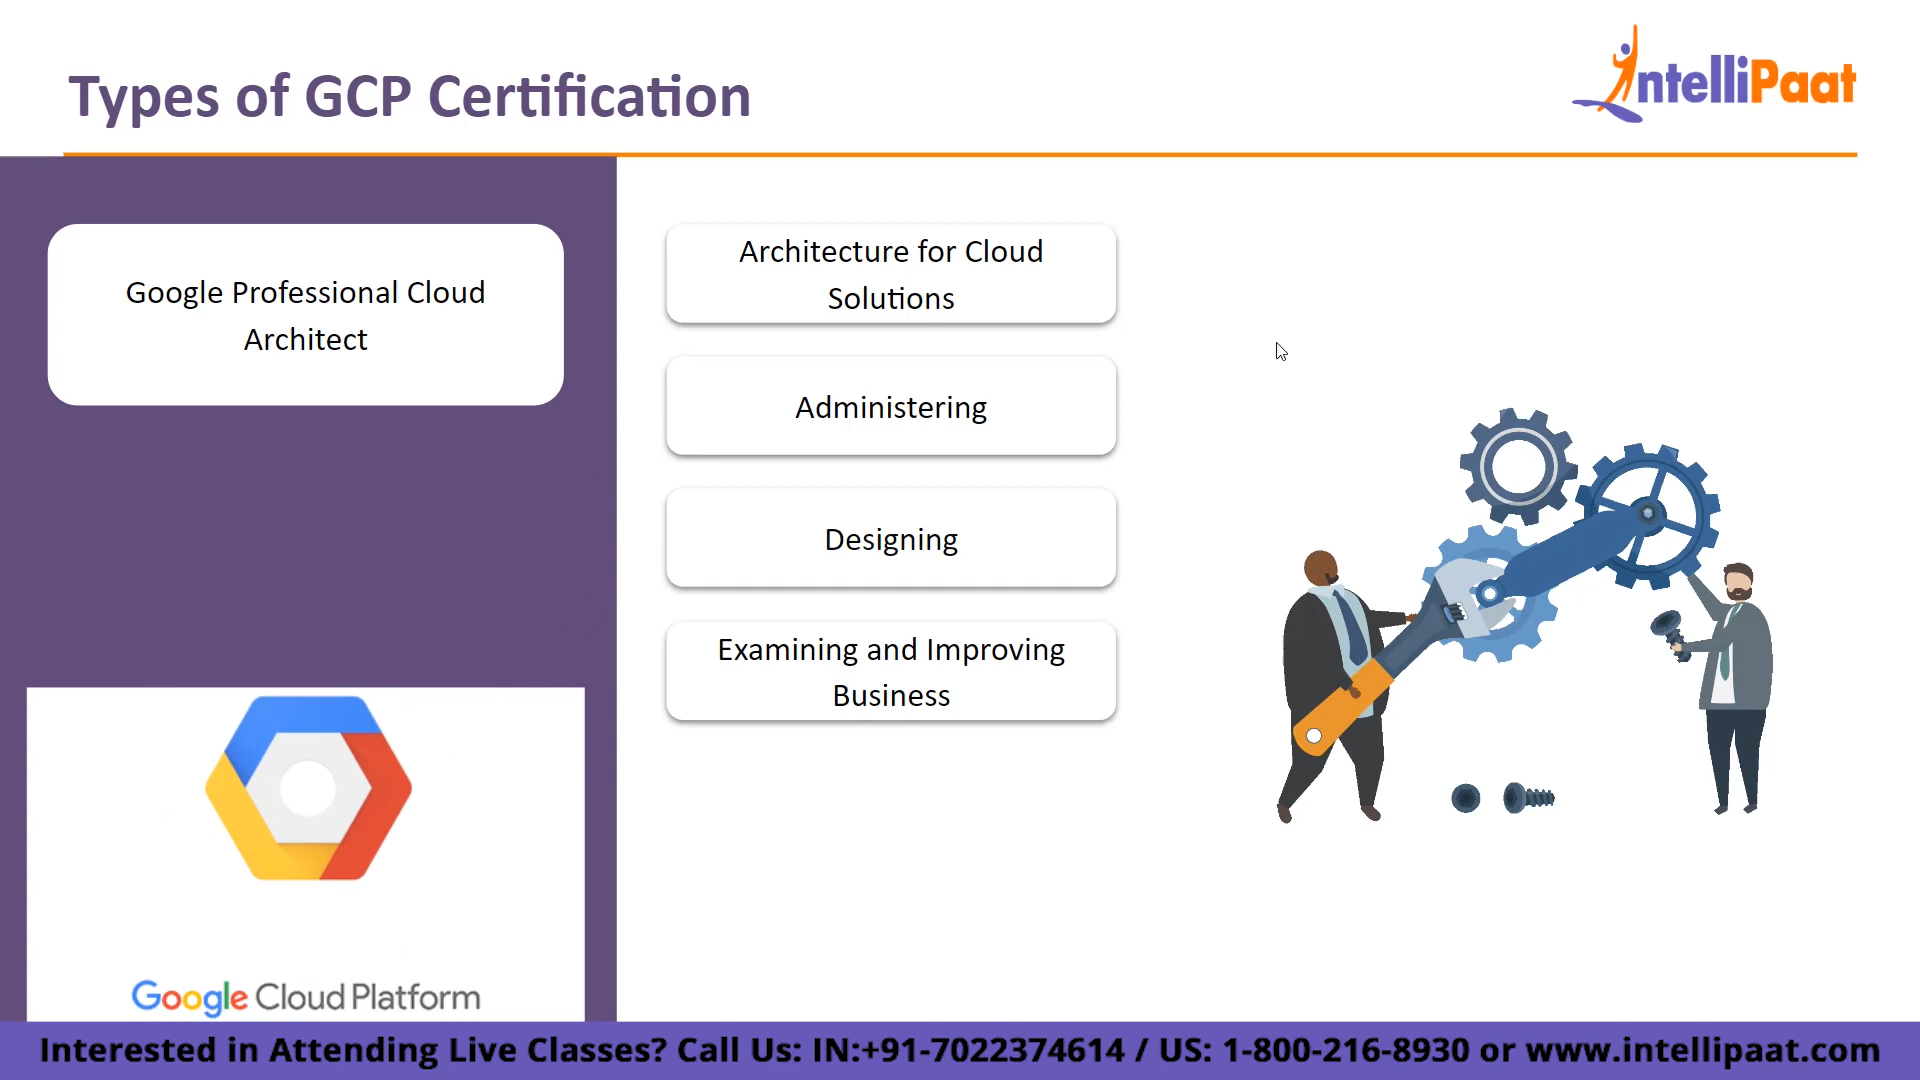 Types of GCP Certification
IntelliPaat
Google Professional Cloud
Architect
Architecture for Cloud
Solutions
Administering
Designing
Examining and Improving
Business
Google Cloud Platform
Interested in Attending Live Classes? Call Us: IN:+91-7022374614 / US: 1-800-216-8930 or www.intellipaat.com